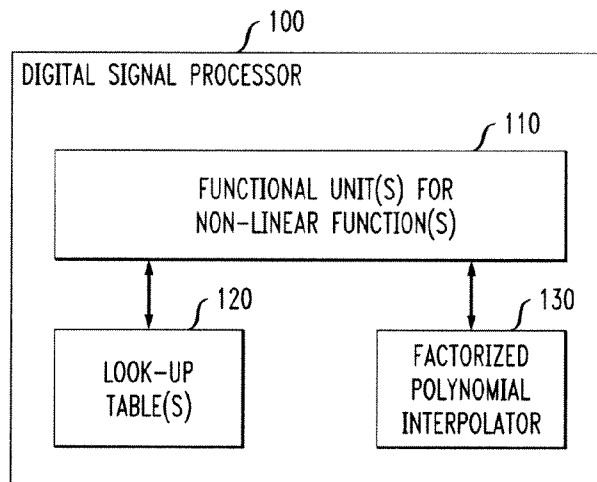 100
DIGITAL SIGNAL PROCESSOR
110
FUNCTIONAL UNIT(S) FOR
NON-LINEAR FUNCTION(S)
120
LOOK-UP
TABLE(S)
130
FACTORIZED
POLYNOMIAL
INTERPOLATOR